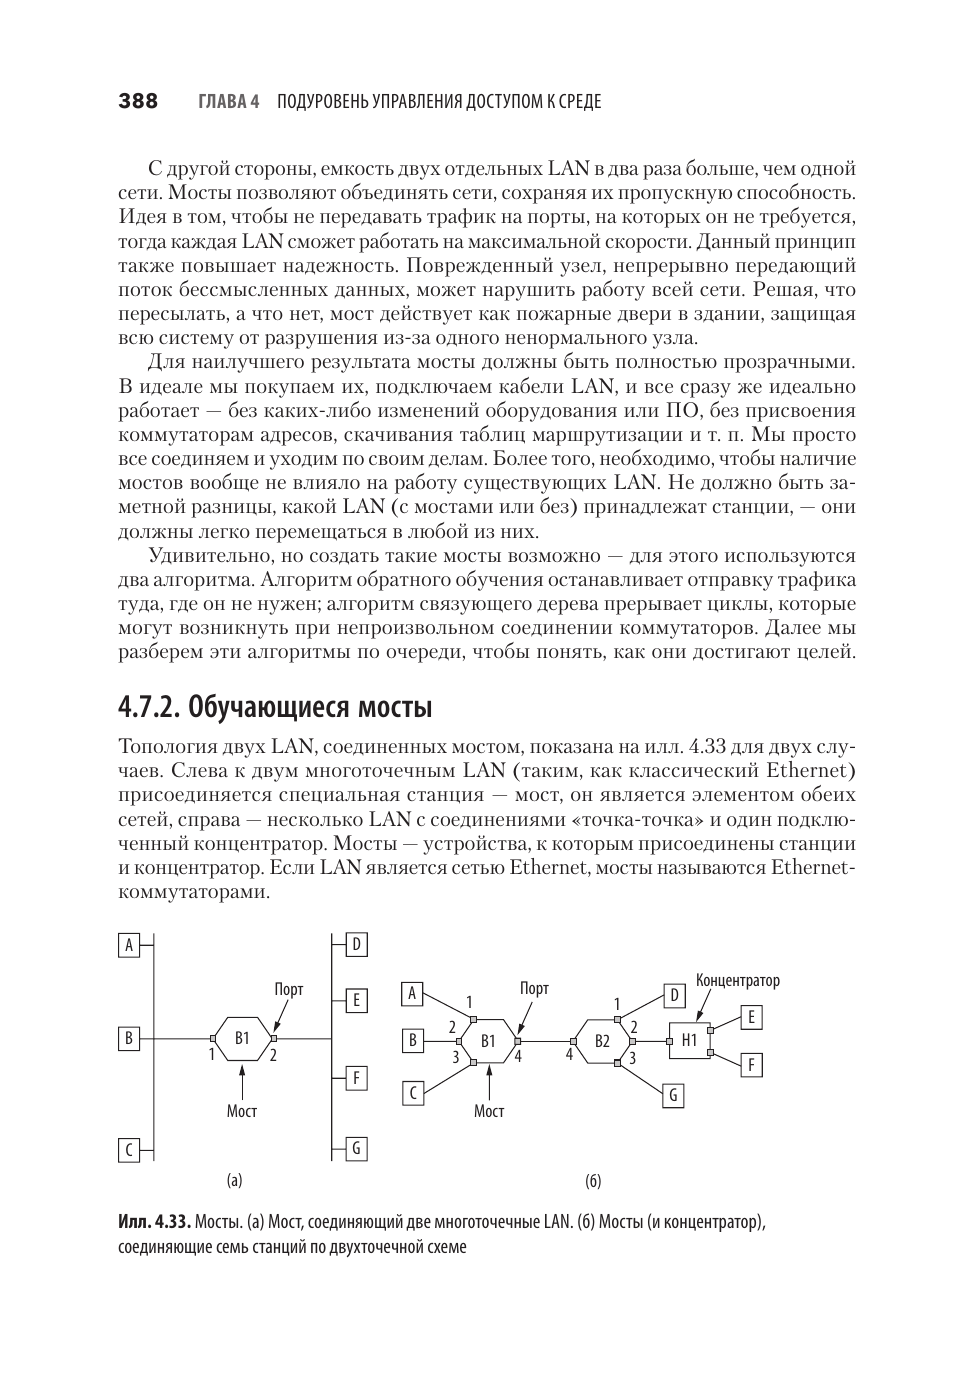 388 ГЛАВА 4 ПОДУРОВЕНЬ УПРАВЛЕНИЯ ДОСТУПОМ К СРЕДЕ
С другой стороны, емкость двух отдельных LAN в два раза больше, чем одной
сети. Мосты позволяют объединять сети, сохраняя их пропускную способность.
Идея в том, чтобы не передавать трафик на порты, на которых он не требуется,
тогда каждая LAN сможет работать на максимальной скорости. Данный принцип
также повышает надежность. Поврежденный узел, непрерывно передающий
поток бессмысленных данных, может нарушить работу всей сети. Решая, что
пересылать, а что нет, мост действует как пожарные двери в здании, защищая
всю систему от разрушения из-за одного ненормального узла.
Для наилучшего результата мосты должны быть полностью прозрачными.
В идеале мы покупаем их, подключаем кабели LAN, и все сразу же идеально
работает — без каких-либо изменений оборудования или ПО, без присвоения
коммутаторам адресов, скачивания таблиц маршрутизации и т. п. Мы просто
все соединяем и уходим по своим делам. Более того, необходимо, чтобы наличие
мостов вообще не влияло на работу существующих LAN. Не должно быть за-
метной разницы, какой LAN (с мостами или без) принадлежат станции, — они
должны легко перемещаться в любой из них.
Удивительно, но создать такие мосты возможно — для этого используются
два алгоритма. Алгоритм обратного обучения останавливает отправку трафика
туда, где он не нужен; алгоритм связующего дерева прерывает циклы, которые
могут возникнуть при непроизвольном соединении коммутаторов. Далее мы
разберем эти алгоритмы по очереди, чтобы понять, как они достигают целей.
4.7.2. Обучающиеся мосты
Топология двух LAN, соединенных мостом, показана на илл. 4.33 для двух слу-
чаев. Слева к двум многоточечным LAN (таким, как классический Ethernet)
присоединяется специальная станция — мост, он является элементом обеих
сетей, справа — несколько LAN с соединениями «точка-точка» и один подклю-
ченный концентратор. Мосты — устройства, к которым присоединены станции
и концентратор. Если LAN является сетью Ethernet, мосты называются Ethernet-
коммутаторами.
A
B
C
B1
1
2
Порт
Мост
D
E
F
G
(а)
A
B
C
1
2
3
B1
4
Порт
Мост
4
B2
1
2
3
D
G
H1
Концентратор
E
F
(б)
Илл. 4.33. Мосты. (а) Мост, соединяющий две многоточечные LAN. (б) Мосты (и концентратор),
соединяющие семь станций по двухточечной схеме